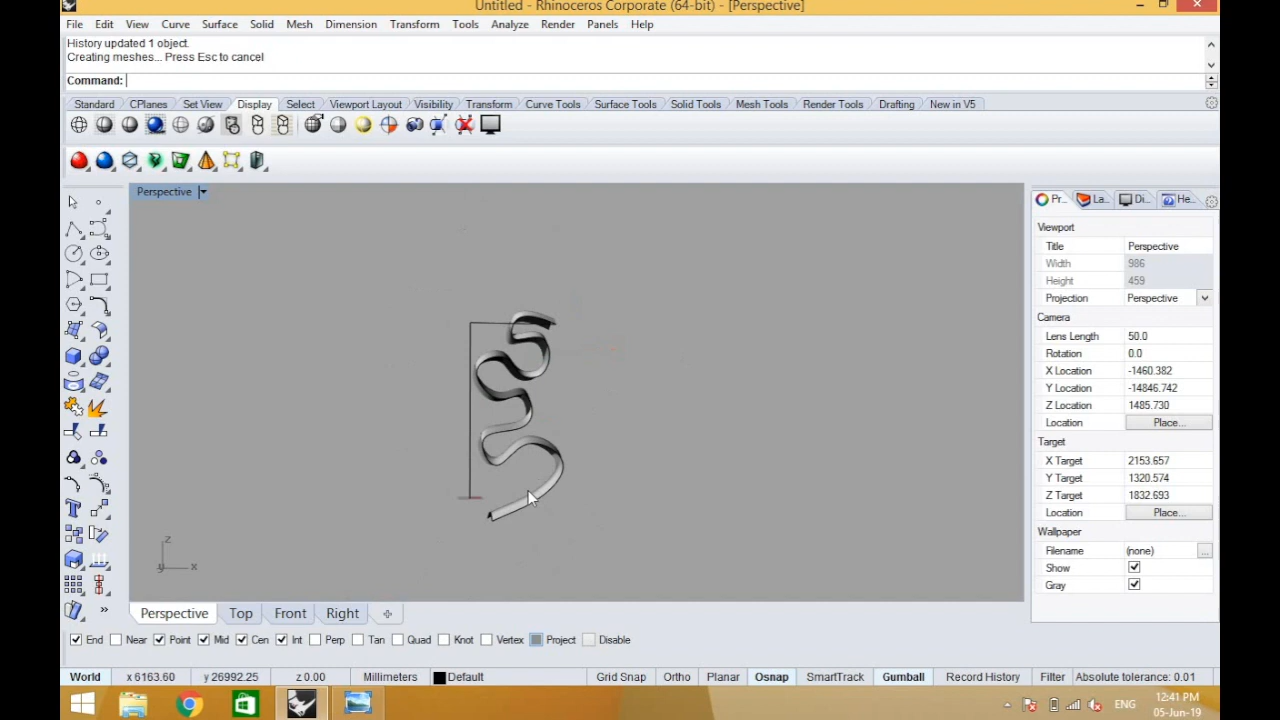 Untitled - Rhinoceros Corporate (64-bit) - [Perspective]
File Edit View Curve Surface Solid Mesh Dimension Transform Tools Analyze Render Panels Help
History updated 1 object.
Creating meshes... Press Esc to cancel
Command:
Standard CPlanes Set View Display Select Viewport Layout Visibility Transform Curve Tools Surface Tools Solid Tools Mesh Tools Render Tools Drafting New in V5
Perspective
Pr... La... Di... He...
Viewport
Title Perspective
Width 986
Height 459
Projection Perspective
Camera
Lens Length 50.0
Rotation 0.0
X Location -1460.382
Y Location -14846.742
Z Location 1485.730
Location Place...
Target
X Target 2153.657
Y Target 1320.574
Z Target 1832.693
Location Place...
Wallpaper
Filename (none) ...
Show
Gray
z
y x
Perspective Top Front Right
End Near Point Mid Cen Int Perp Tan Quad Knot Vertex Project Disable
World x 6163.60 y 26992.25 z 0.00 Millimeters Default Grid Snap Ortho Planar Osnap SmartTrack Gumball Record History Filter Absolute tolerance: 0.01
ENG 12:41 PM
05-Jun-19